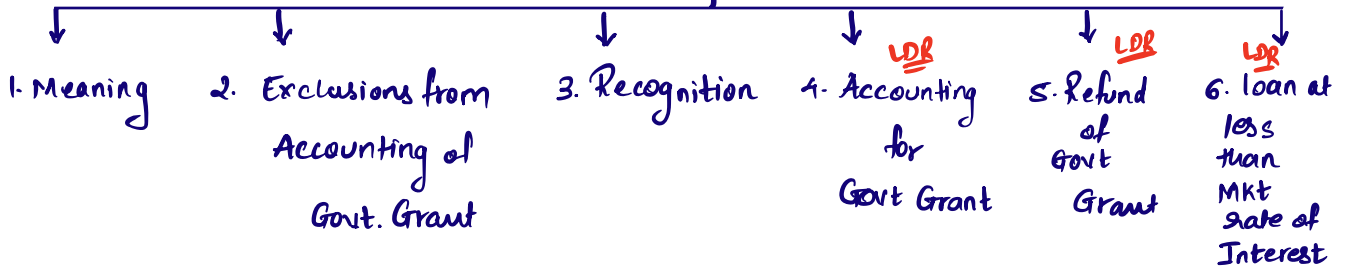 1. Meaning
2. Exclusions from
Accounting of
Govt. Grant
3. Recognition
LDR
4. Accounting
for
Govt Grant
LDR
5. Refund
of
Govt
Grant
LDR
6. loan at
less
than
Mkt
rate of
Interest